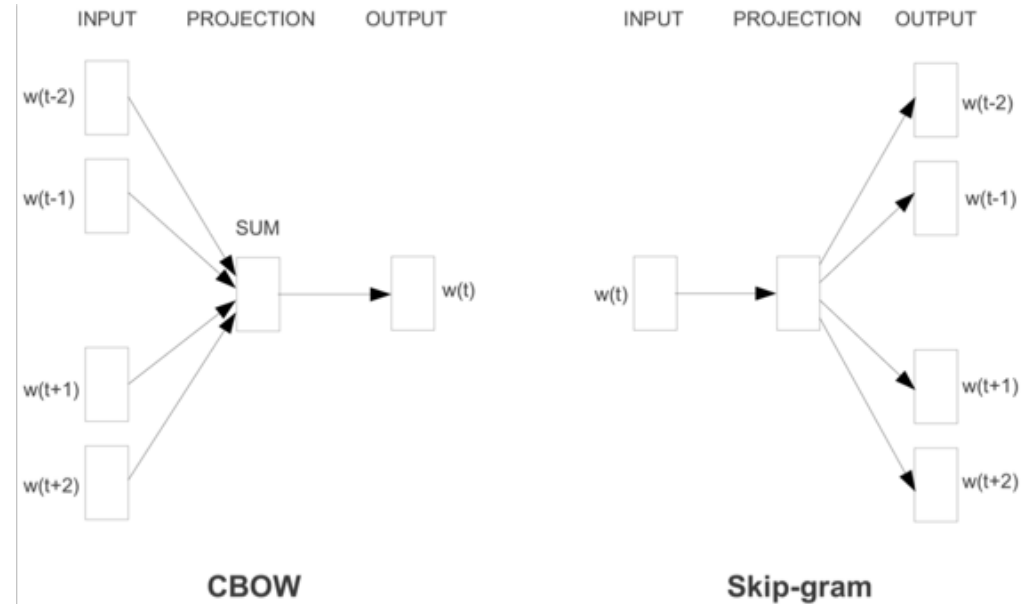 INPUT PROJECTION OUTPUT
w(t-2)
w(t-1)
SUM
w(t)
w(t+1)
w(t+2)
CBOW
INPUT PROJECTION OUTPUT
w(t-2)
w(t-1)
w(t)
w(t+1)
w(t+2)
Skip-gram